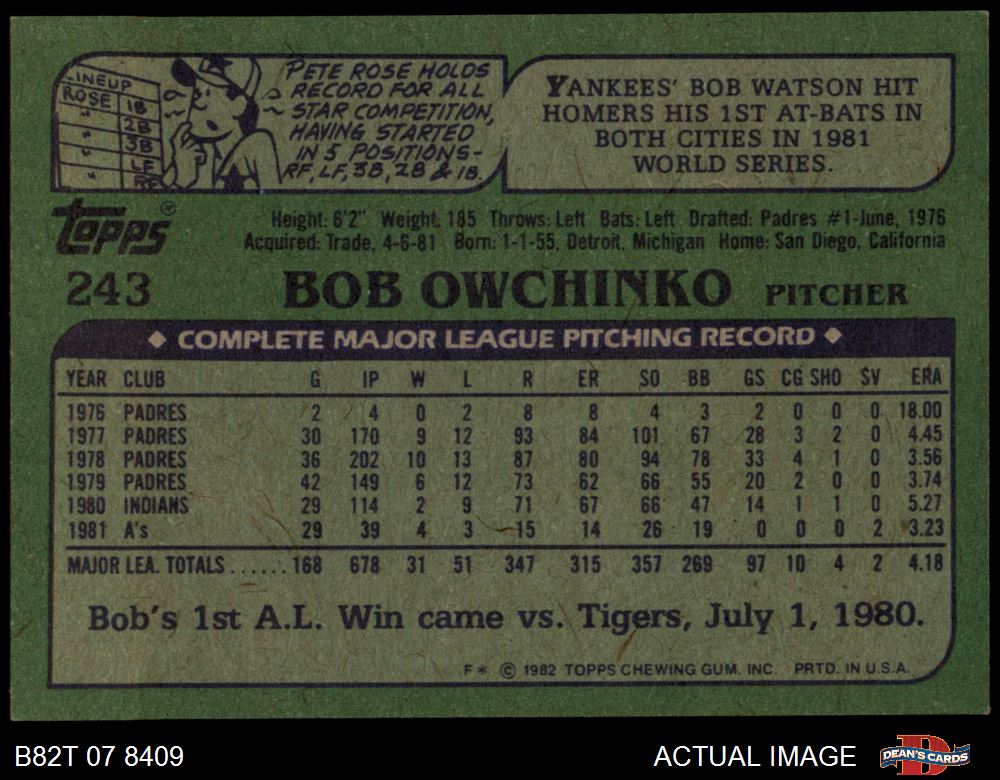 LINEUP
ROSE 1B
" 2B
" 3B
" LF
" RF
PETE ROSE HOLDS
RECORD FOR ALL
STAR COMPETITION,
HAVING STARTED
IN 5 POSITIONS-
RF, LF, 3B, 2B & 1B.
YANKEES' BOB WATSON HIT
HOMERS HIS 1ST AT-BATS IN
BOTH CITIES IN 1981
WORLD SERIES.
topps®
Height: 6'2" Weight: 185 Throws: Left Bats: Left Drafted: Padres #1-June, 1976
Acquired: Trade, 4-6-81 Born: 1-1-55, Detroit, Michigan Home: San Diego, California
243 BOB OWCHINKO PITCHER
◆ COMPLETE MAJOR LEAGUE PITCHING RECORD ◆
YEAR CLUB G IP W L R ER SO BB GS CG SHO SV ERA
1976 PADRES 2 4 0 2 8 8 4 3 2 0 0 0 18.00
1977 PADRES 30 170 9 12 93 84 101 67 28 3 2 0 4.45
1978 PADRES 36 202 10 13 87 80 94 78 33 4 1 0 3.56
1979 PADRES 42 149 6 12 73 62 66 55 20 2 0 0 3.74
1980 INDIANS 29 114 2 9 71 67 66 47 14 1 1 0 5.27
1981 A's 29 39 4 3 15 14 26 19 0 0 0 2 3.23
MAJOR LEA. TOTALS ...... 168 678 31 51 347 315 357 269 97 10 4 2 4.18
Bob's 1st A.L. Win came vs. Tigers, July 1, 1980.
F* © 1982 TOPPS CHEWING GUM, INC. PRTD. IN U.S.A.
B82T 07 8409 ACTUAL IMAGE D DEAN'S CARDS